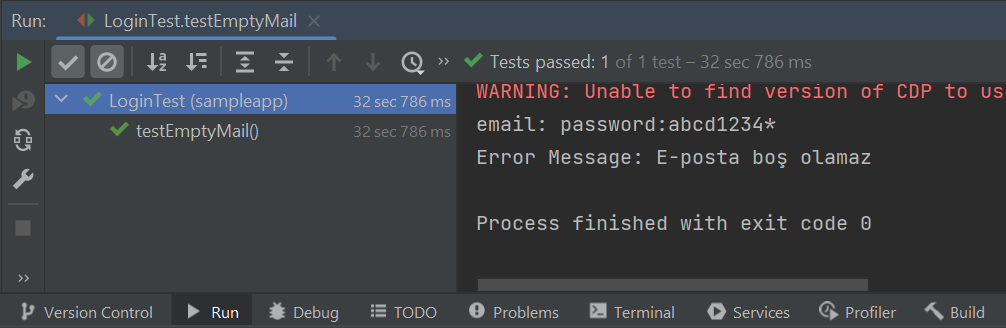 Run: LoginTest.testEmptyMail
Tests passed: 1 of 1 test – 32 sec 786 ms
LoginTest (sampleapp) 32 sec 786 ms
testEmptyMail() 32 sec 786 ms
WARNING: Unable to find version of CDP to us
email: password:abcd1234*
Error Message: E-posta boş olamaz
Process finished with exit code 0
Version Control Run Debug TODO Problems Terminal Services Profiler Build